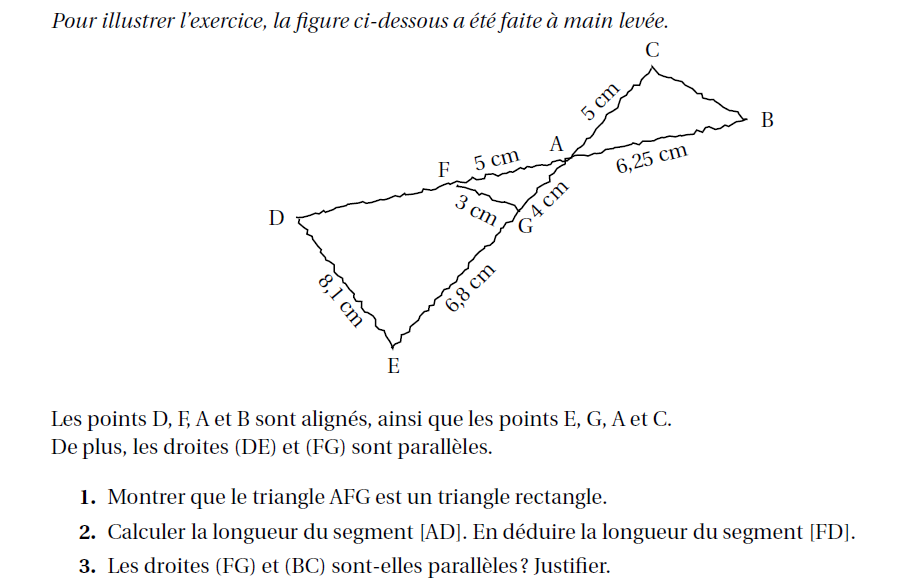 Pour illustrer l'exercice, la figure ci-dessous a été faite à main levée.
C
5 cm
B
A
6,25 cm
F
5 cm
3 cm
4 cm
G
D
6,8 cm
8,1 cm
E
Les points D, F, A et B sont alignés, ainsi que les points E, G, A et C.
De plus, les droites (DE) et (FG) sont parallèles.
1. Montrer que le triangle AFG est un triangle rectangle.
2. Calculer la longueur du segment [AD]. En déduire la longueur du segment [FD].
3. Les droites (FG) et (BC) sont-elles parallèles ? Justifier.